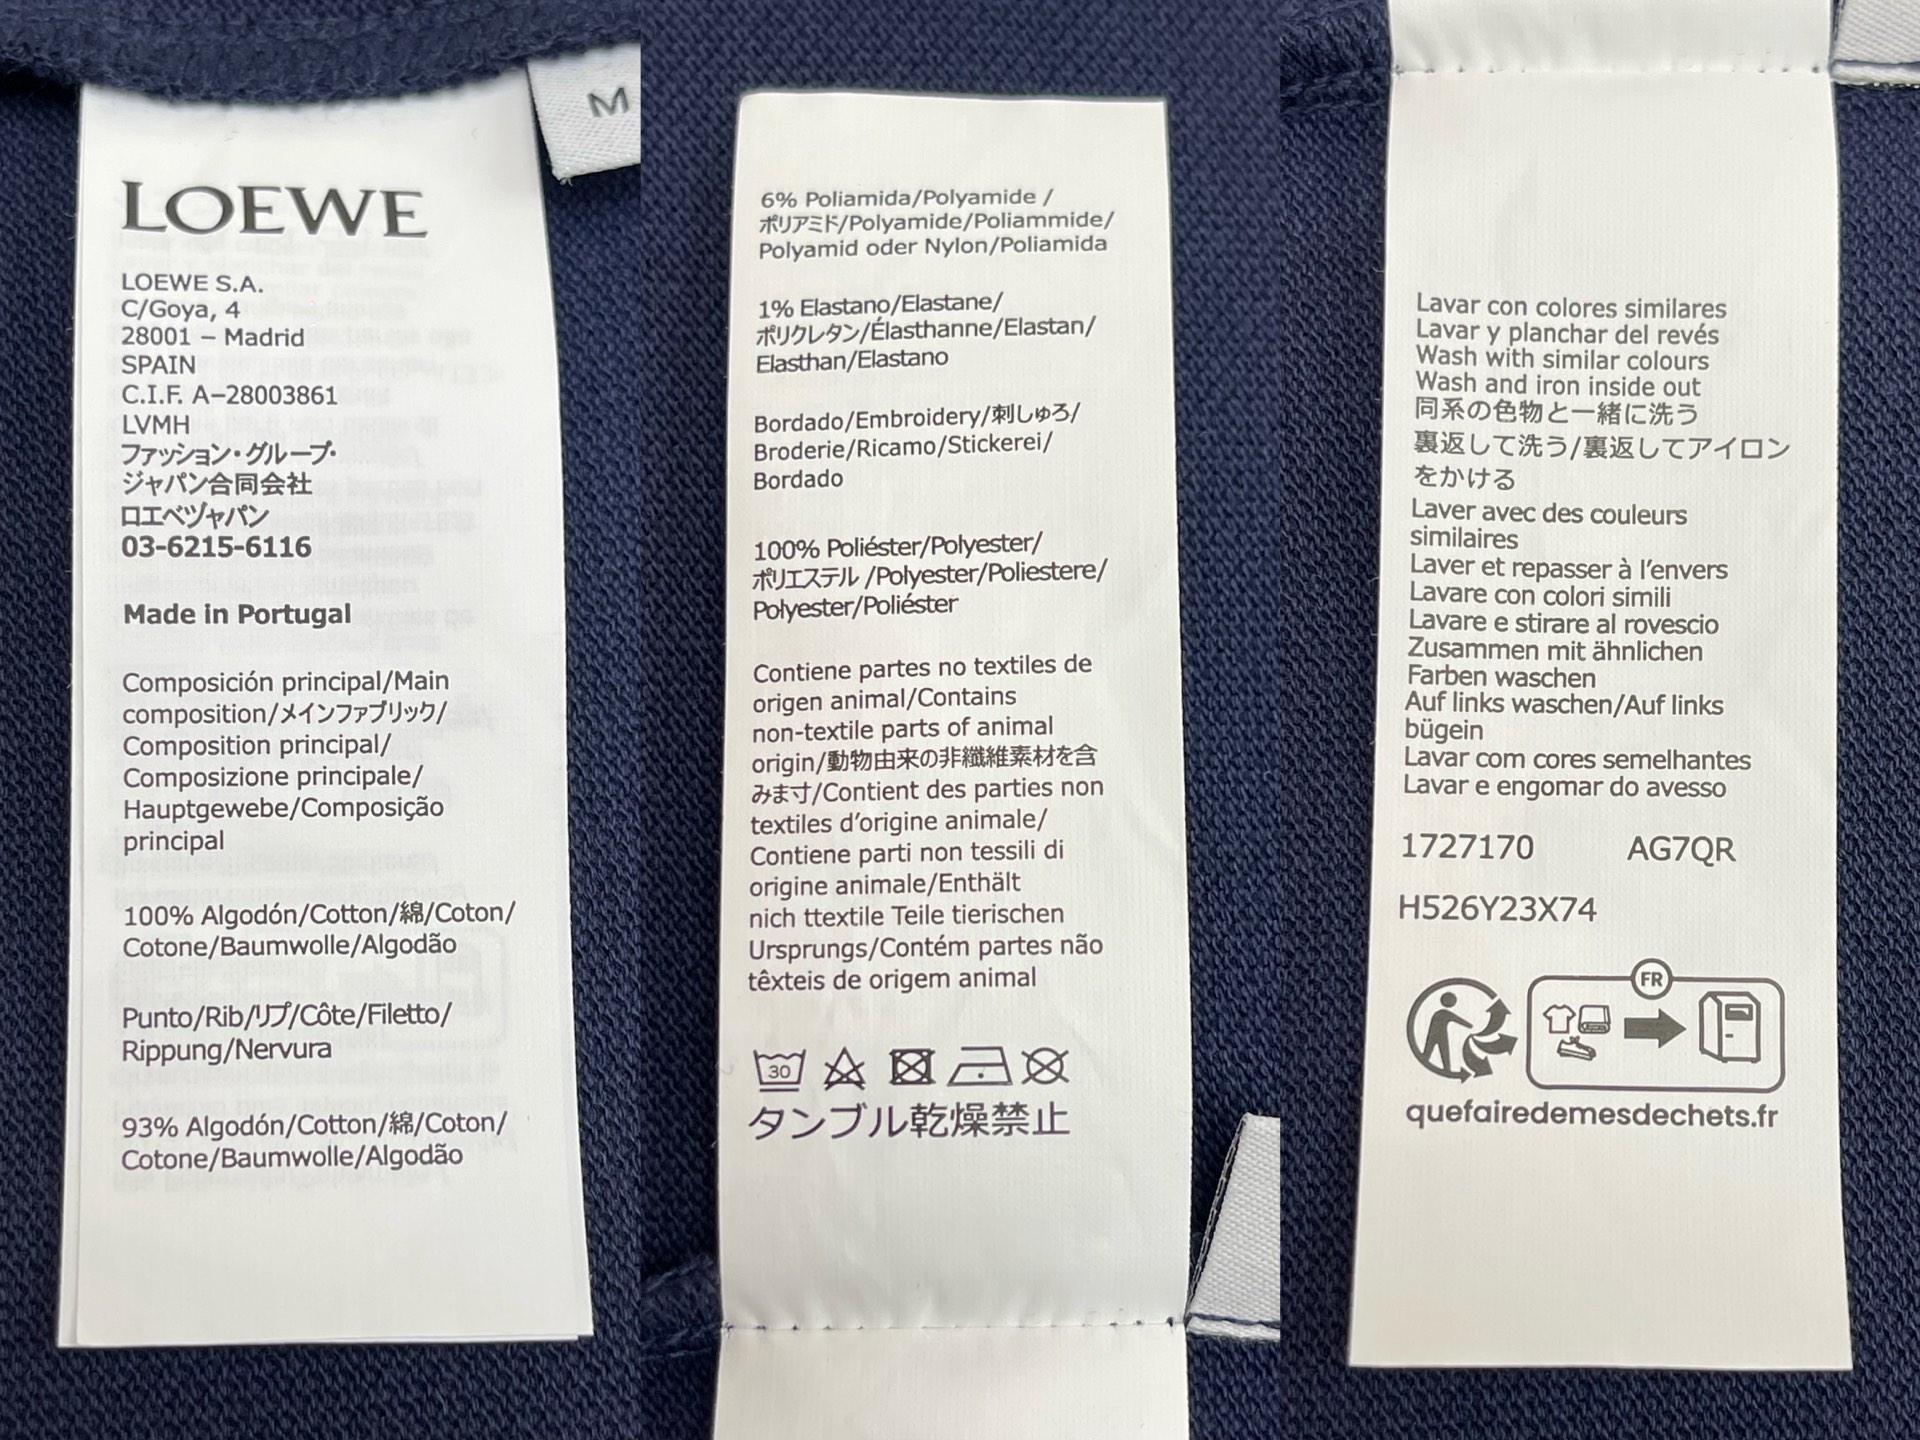 M
LOEWE
LOEWE S.A.
C/Goya, 4
28001 – Madrid
SPAIN
C.I.F. A–28003861
LVMH
ファッション・グループ・
ジャパン合同会社
ロエベヅャパン
03-6215-6116
Made in Portugal
Composición principal/Main
composition/メインファブリック/
Composition principal/
Composizione principale/
Hauptgewebe/Composição
principal
100% Algodón/Cotton/綿/Coton/
Cotone/Baumwolle/Algodão
Punto/Rib/リプ/Côte/Filetto/
Rippung/Nervura
93% Algodón/Cotton/綿/Coton/
Cotone/Baumwolle/Algodão
6% Poliamida/Polyamide /
ポリアミド/Polyamide/Poliammide/
Polyamid oder Nylon/Poliamida
1% Elastano/Elastane/
ポリクレタン/Élasthanne/Elastan/
Elasthan/Elastano
Bordado/Embroidery/刺しゅろ/
Broderie/Ricamo/Stickerei/
Bordado
100% Poliéster/Polyester/
ポリエステル /Polyester/Poliestere/
Polyester/Poliéster
Contiene partes no textiles de
origen animal/Contains
non-textile parts of animal
origin/動物由来の非繊維素材を含
みま寸/Contient des parties non
textiles d’origine animale/
Contiene parti non tessili di
origine animale/Enthält
nich ttextile Teile tierischen
Ursprungs/Contém partes não
têxteis de origem animal
30
タンブル乾燥禁止
Lavar con colores similares
Lavar y planchar del revés
Wash with similar colours
Wash and iron inside out
同系の色物と一緒に洗う
裏返して洗う/裏返してアイロン
をかける
Laver avec des couleurs
similaires
Laver et repasser à l’envers
Lavare con colori simili
Lavare e stirare al rovescio
Zusammen mit ähnlichen
Farben waschen
Auf links waschen/Auf links
bügein
Lavar com cores semelhantes
Lavar e engomar do avesso
1727170 AG7QR
H526Y23X74
FR
quefairedemesdechets.fr